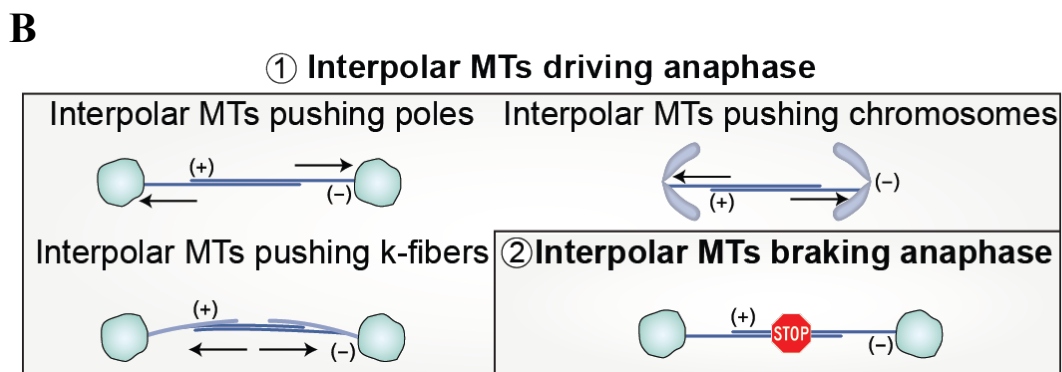 B
① Interpolar MTs driving anaphase
Interpolar MTs pushing poles
(+)
(−)
Interpolar MTs pushing chromosomes
(−)
(+)
Interpolar MTs pushing k-fibers
(+)
(−)
②Interpolar MTs braking anaphase
(+)
STOP
(−)